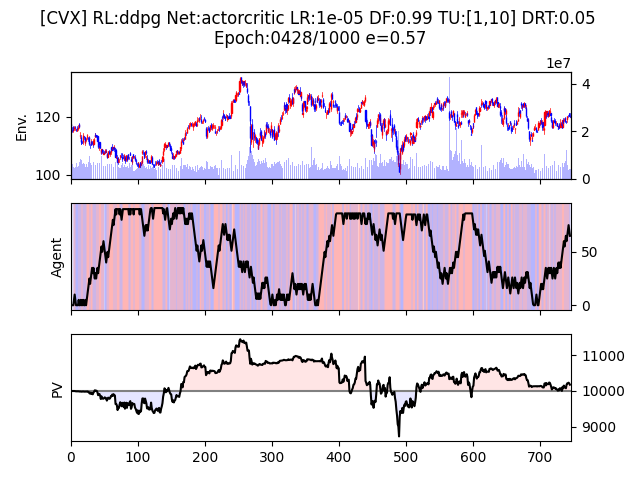 [CVX] RL:ddpg Net:actorcritic LR:1e-05 DF:0.99 TU:[1,10] DRT:0.05
Epoch:0428/1000 e=0.57
1e7
Env.
120
100
4
2
0
Agent
50
0
PV
11000
10000
9000
0 100 200 300 400 500 600 700